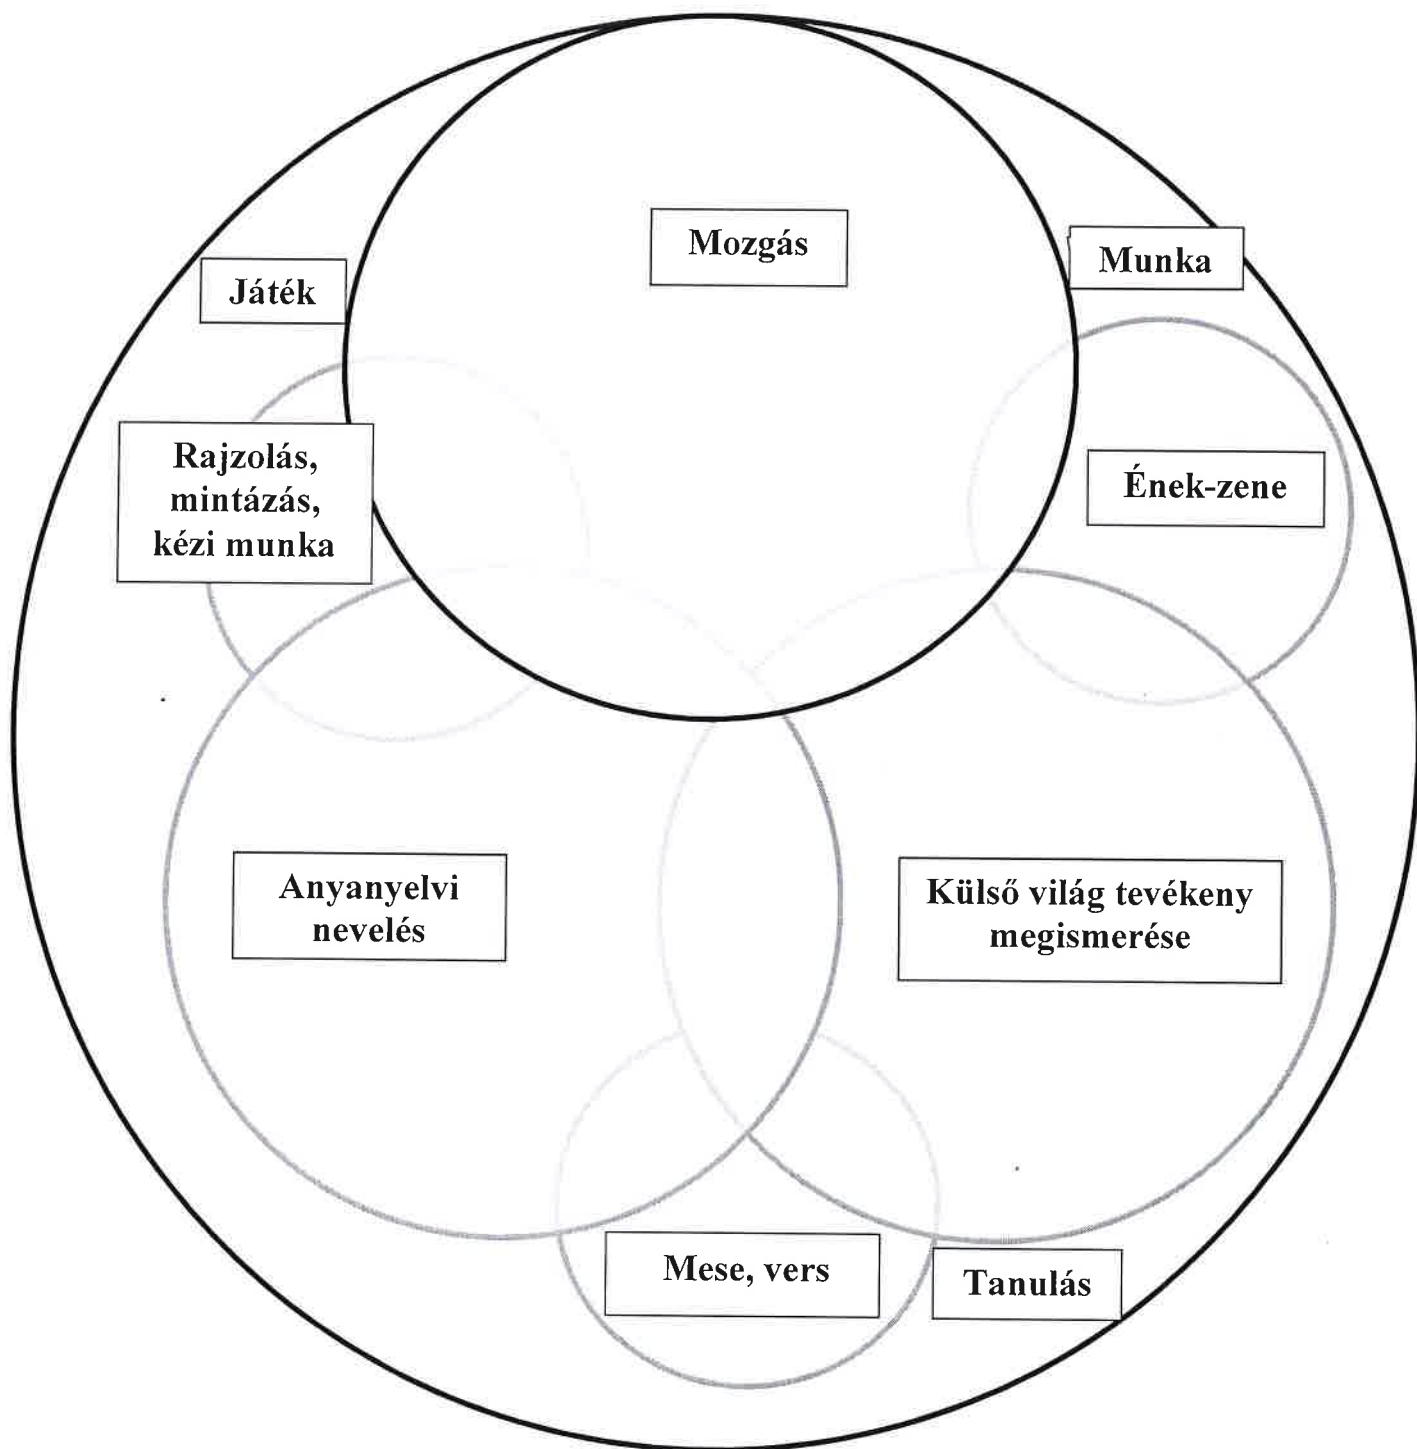 Mozgás
Munka
Játék
Rajzolás,
mintázás,
kézi munka
Ének-zene
Anyanyelvi
nevelés
Külső világ tevékeny
megismerése
Mese, vers
Tanulás